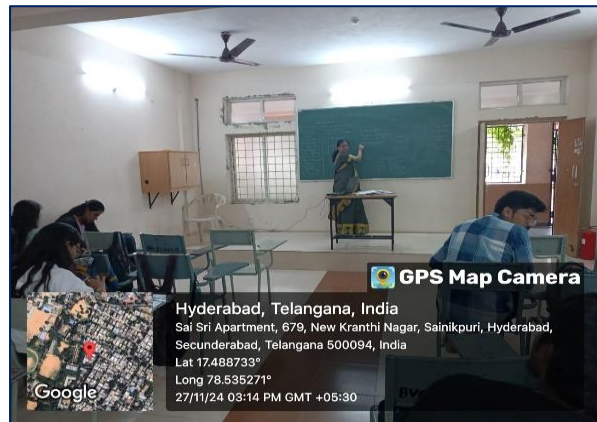 GPS Map Camera
Hyderabad, Telangana, India
Sai Sri Apartment, 679, New Kranthi Nagar, Sainikpuri, Hyderabad,
Secunderabad, Telangana 500094, India
Lat 17.488733°
Long 78.535271°
27/11/24 03:14 PM GMT +05:30
Google